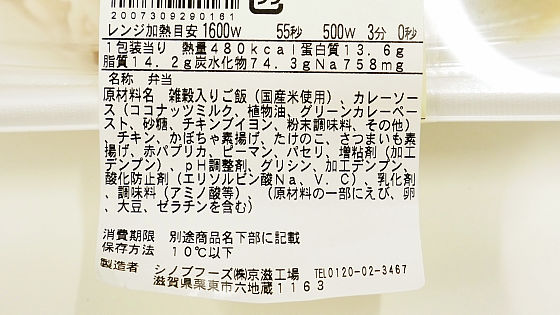 2007309290161
レンジ加熱目安 1600W 55秒 500W 3分 0秒
1包装当り 熱量480kcal蛋白質13.6g
脂質14.2g炭水化物74.3gNa758mg
名称 弁当
原材料名 雑穀入りご飯(国産米使用)、カレーソー
ス(ココナッツミルク、植物油、グリーンカレーペー
スト、砂糖、チキンブイヨン、粉末調味料、その他)
、チキン、かぼちゃ素揚げ、たけのこ、さつまいも素
揚げ、赤パプリカ、ピーマン、パセリ、増粘剤(加工
デンプン)、pH調整剤、グリシン、加工デンプン、
酸化防止剤(エリソルビン酸Na、V.C)、乳化剤
、調味料(アミノ酸等)、(原材料の一部にえび、卵
、大豆、ゼラチンを含む)
消費期限 別途商品名下部に記載
保存方法 10℃以下
製造者 シノブフーズ(株)京滋工場 TEL0120-02-3467
滋賀県栗東市六地蔵1163